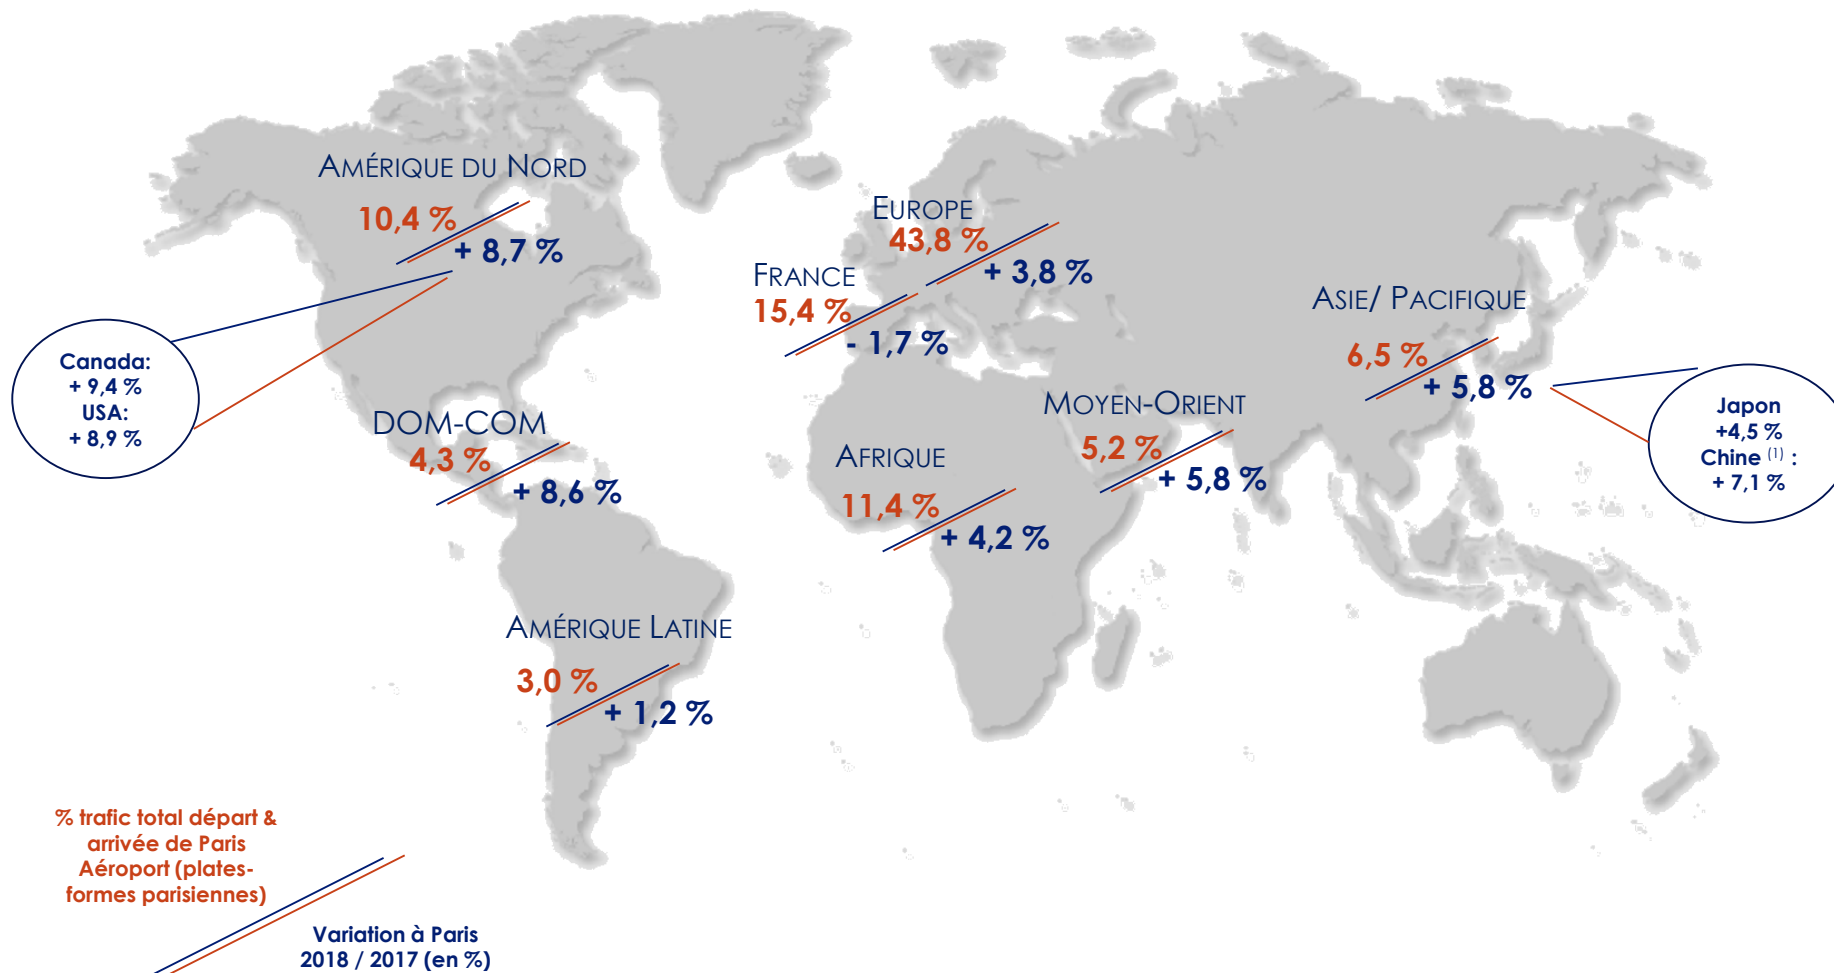 AMÉRIQUE DU NORD
10,4 %
+ 8,7 %
EUROPE
43,8 %
+ 3,8 %
FRANCE
15,4 %
- 1,7 %
ASIE/ PACIFIQUE
6,5 %
+ 5,8 %
Canada:
+ 9,4 %
USA:
+ 8,9 %
Japon
+4,5 %
Chine (1) :
+ 7,1 %
DOM-COM
4,3 %
+ 8,6 %
MOYEN-ORIENT
5,2 %
+ 5,8 %
AFRIQUE
11,4 %
+ 4,2 %
AMÉRIQUE LATINE
3,0 %
+ 1,2 %
% trafic total départ &
arrivée de Paris
Aéroport (plates-
formes parisiennes)
Variation à Paris
2018 / 2017 (en %)